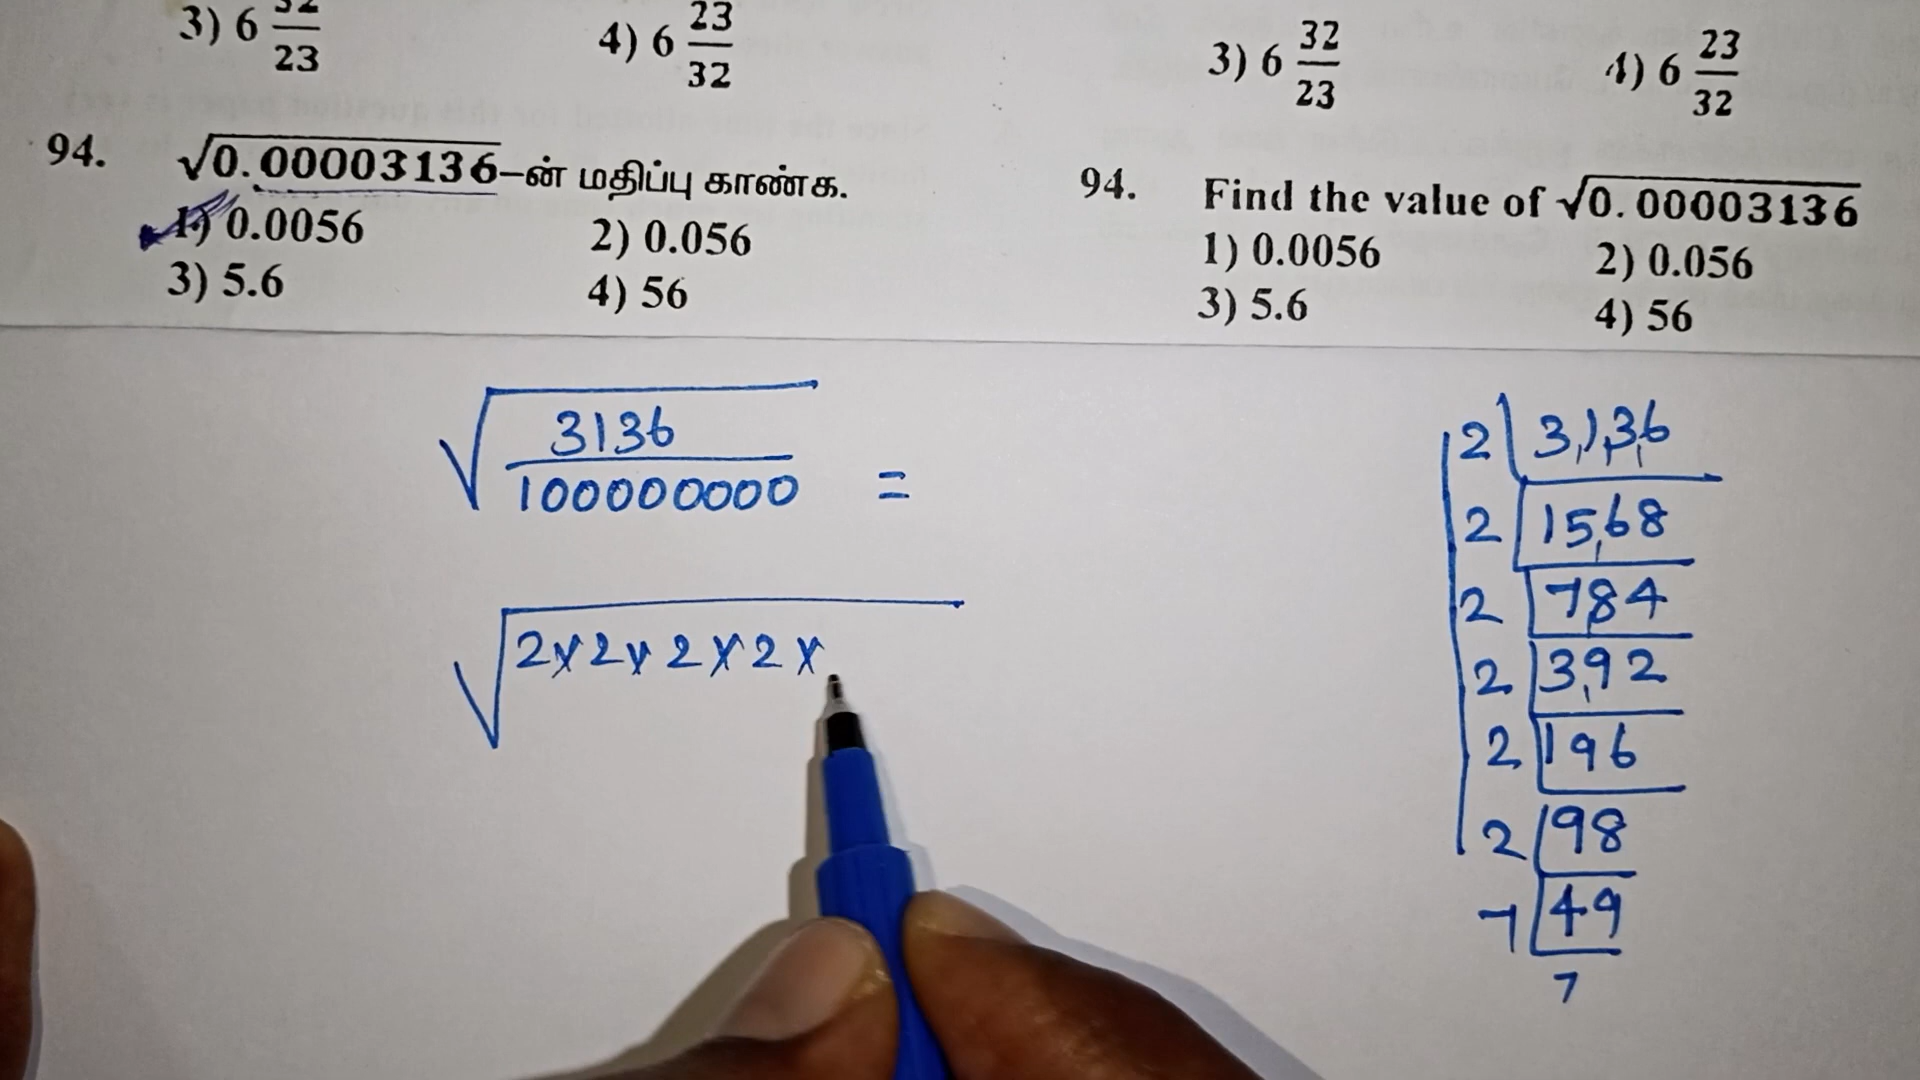 3) 6 32/23 4) 6 23/32
94. √0.00003136–ன் மதிப்பு காண்க.
1) 0.0056 2) 0.056
3) 5.6 4) 56
3) 6 32/23 4) 6 23/32
94. Find the value of √0.00003136
1) 0.0056 2) 0.056
3) 5.6 4) 56
√3136/100000000 =
√2×2×2×2×
2 3136
2 1568
2 784
2 392
2 196
2 98
7 49
7